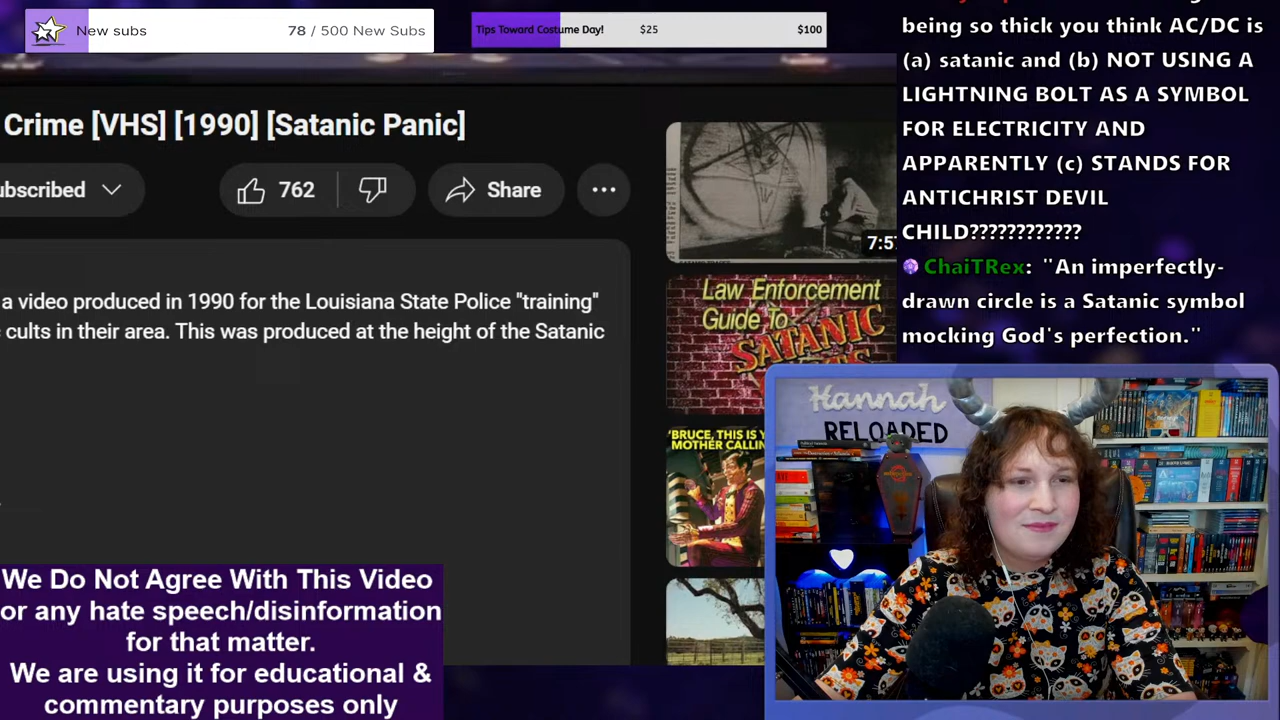 New subs
78 / 500 New Subs
Tips Toward Costume Day!
$25
$100
Crime [VHS] [1990] [Satanic Panic]
ubscribed
762
Share
a video produced in 1990 for the Louisiana State Police "training"
cults in their area. This was produced at the height of the Satanic
7:5
Law Enforcement
Guide To
SATANIC
'BRUCE, THIS IS Y
MOTHER CALLIN
being so thick you think AC/DC is
(a) satanic and (b) NOT USING A
LIGHTNING BOLT AS A SYMBOL
FOR ELECTRICITY AND
APPARENTLY (c) STANDS FOR
ANTICHRIST DEVIL
CHILD????????????
ChaiTRex: "An imperfectly-
drawn circle is a Satanic symbol
mocking God's perfection."
Hannah
RELOADED
We Do Not Agree With This Video
or any hate speech/disinformation
for that matter.
We are using it for educational &
commentary purposes only